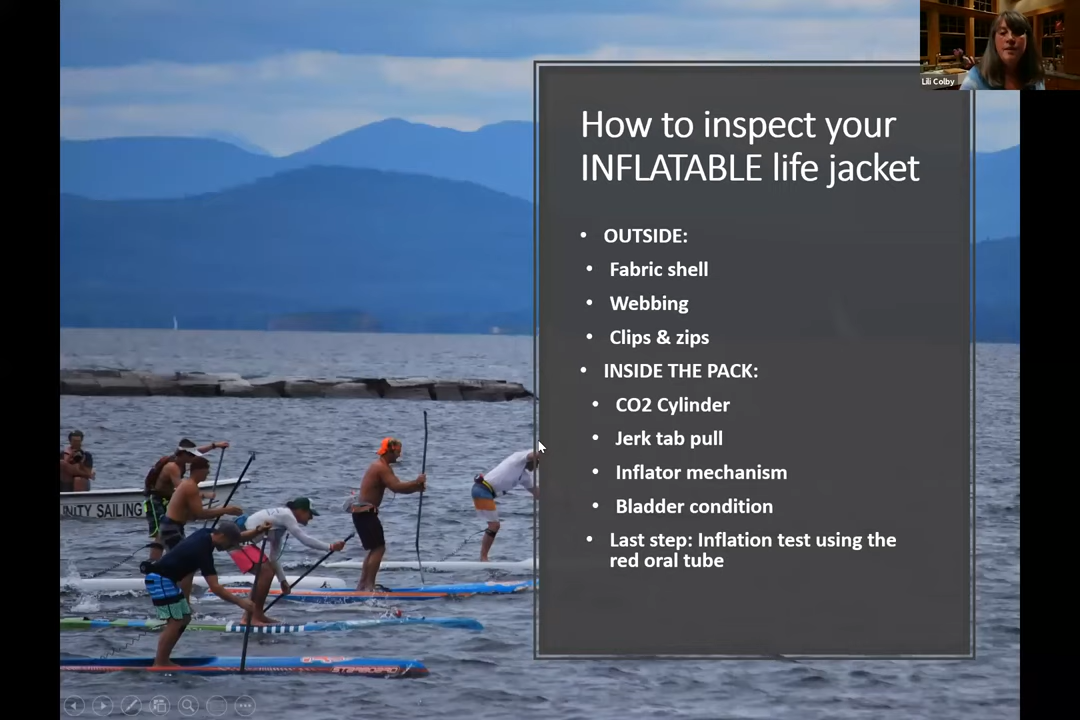 Lili Colby
How to inspect your
INFLATABLE life jacket
• OUTSIDE:
• Fabric shell
• Webbing
• Clips & zips
• INSIDE THE PACK:
• CO2 Cylinder
• Jerk tab pull
• Inflator mechanism
• Bladder condition
• Last step: Inflation test using the
red oral tube
UNITY SAILING
STARBOARD